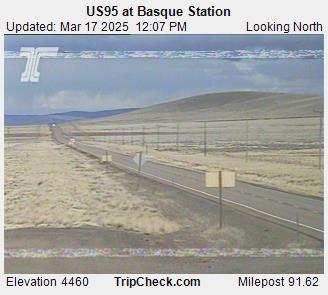 US95 at Basque Station
Updated: Mar 17 2025 12:07 PM Looking North
Elevation 4460 TripCheck.com Milepost 91.62